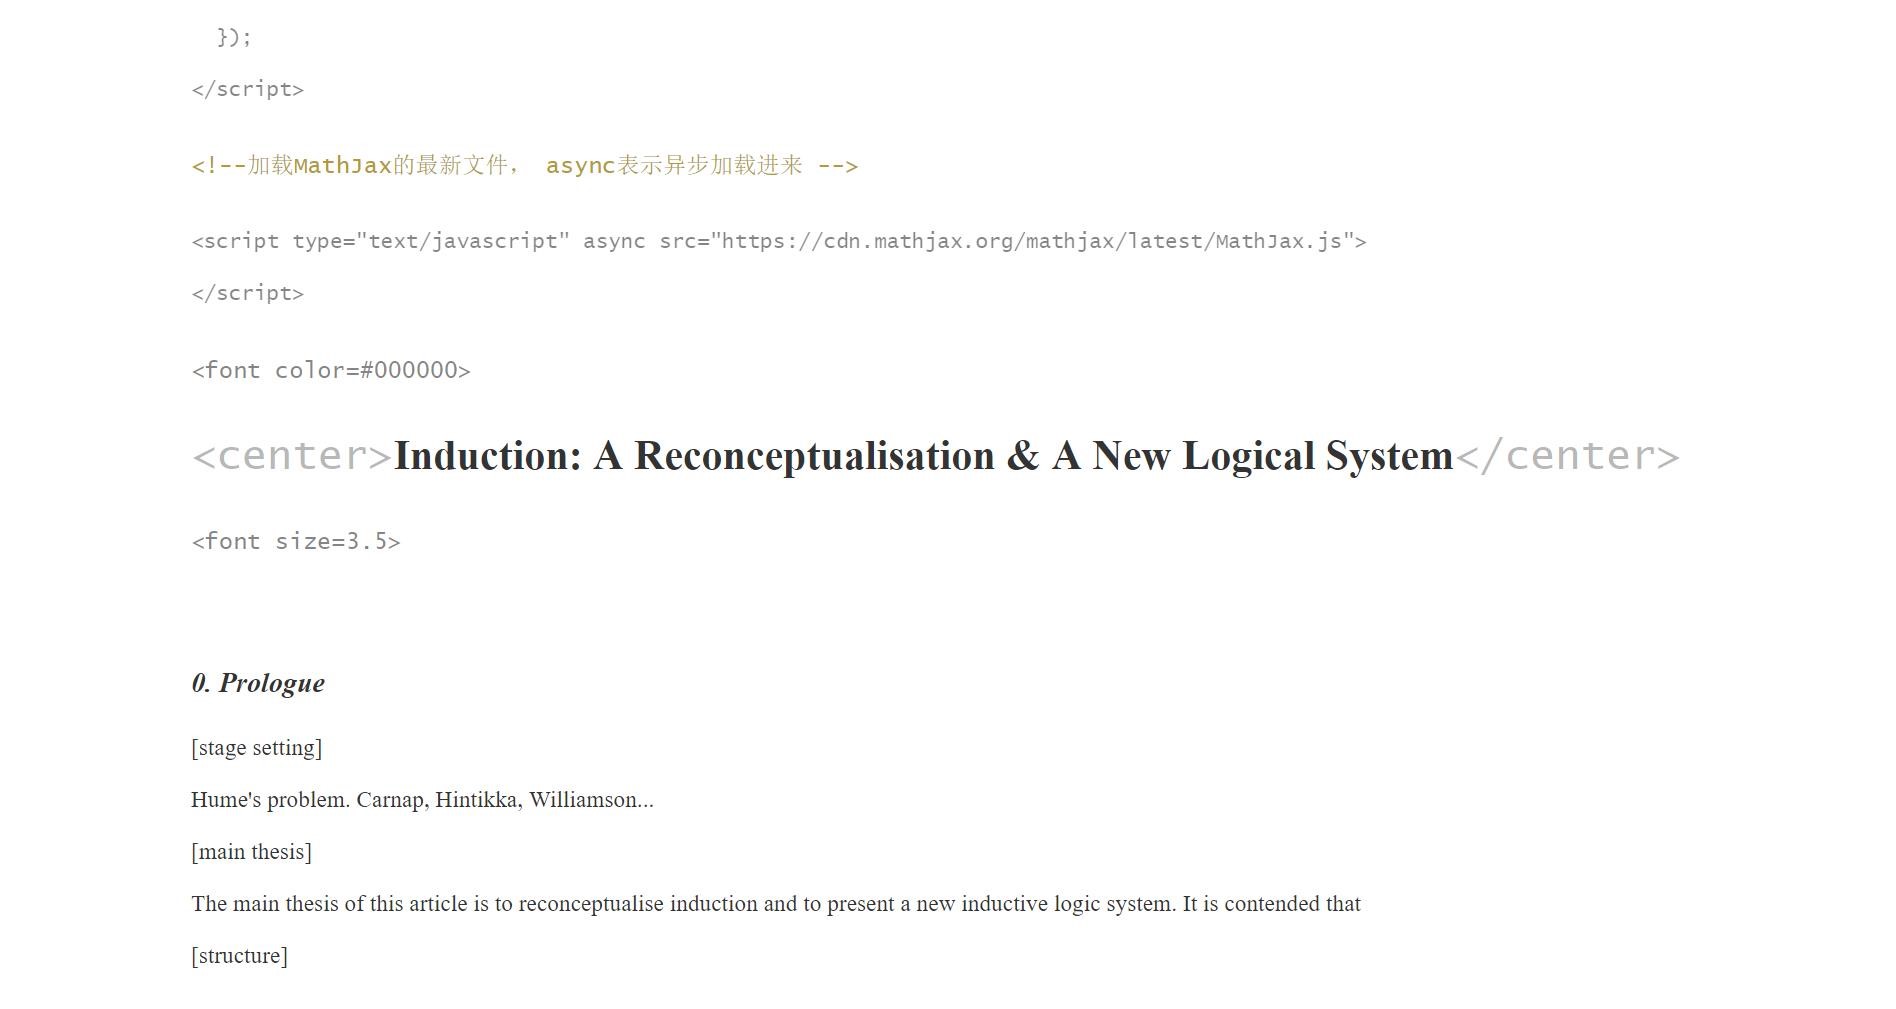 });
</script>
<!--加载MathJax的最新文件， async表示异步加载进来 -->
<script type="text/javascript" async src="https://cdn.mathjax.org/mathjax/latest/MathJax.js">
</script>
<font color=#000000>
<center>Induction: A Reconceptualisation & A New Logical System</center>
<font size=3.5>
0. Prologue
[stage setting]
Hume's problem. Carnap, Hintikka, Williamson...
[main thesis]
The main thesis of this article is to reconceptualise induction and to present a new inductive logic system. It is contended that
[structure]